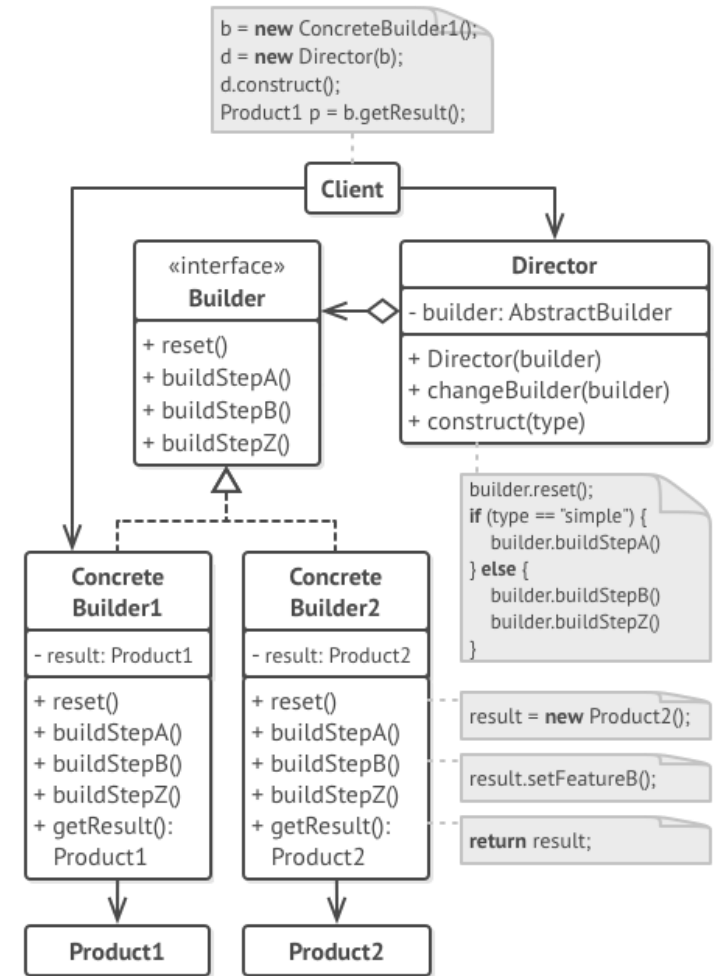 b = new ConcreteBuilder1();
d = new Director(b);
d.construct();
Product1 p = b.getResult();
Client
«interface»
Builder
+ reset()
+ buildStepA()
+ buildStepB()
+ buildStepZ()
Director
- builder: AbstractBuilder
+ Director(builder)
+ changeBuilder(builder)
+ construct(type)
builder.reset();
if (type == "simple") {
builder.buildStepA()
} else {
builder.buildStepB()
builder.buildStepZ()
}
Concrete
Builder1
- result: Product1
+ reset()
+ buildStepA()
+ buildStepB()
+ buildStepZ()
+ getResult():
Product1
Concrete
Builder2
- result: Product2
+ reset()
+ buildStepA()
+ buildStepB()
+ buildStepZ()
+ getResult():
Product2
result = new Product2();
result.setFeatureB();
return result;
Product1
Product2